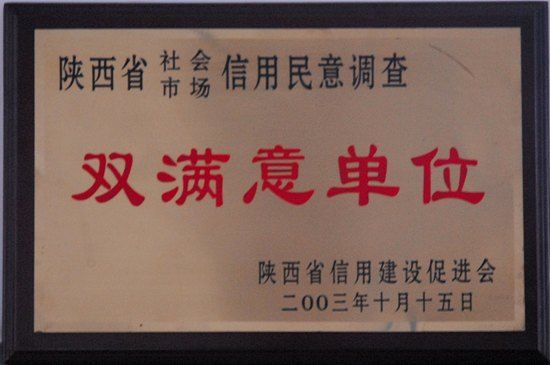 陕西省社会市场信用民意调查
双满意单位
陕西省信用建设促进会
二00三年十月十五日